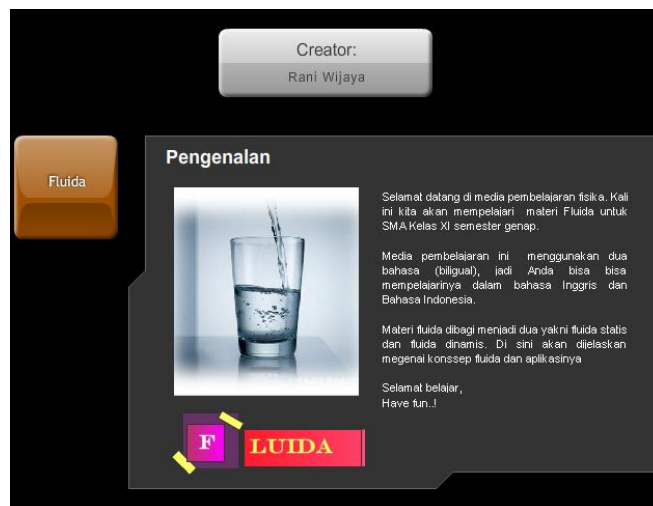 Creator:
Rani Wijaya
Fluida
Pengenalan
Selamat datang di media pembelajaran fisika. Kali
ini kita akan mempelajari materi Fluida untuk
SMA Kelas XI semester genap.
Media pembelajaran ini menggunakan dua
bahasa (biligual), jadi Anda bisa bisa
mempelajarinya dalam bahasa Inggris dan
Bahasa Indonesia.
Materi fluida dibagi menjadi dua yakni fluida statis
dan fluida dinamis. Di sini akan dijelaskan
megenai konssep fluida dan aplikasinya
Selamat belajar,
Have fun..!
F LUIDA